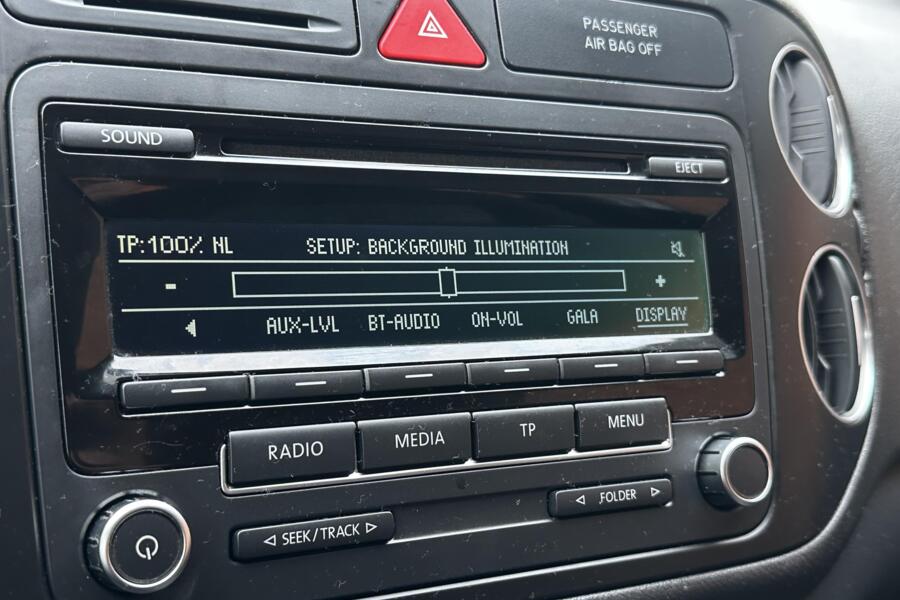 PASSENGER
AIR BAG OFF
SOUND
EJECT
TP:100% NL SETUP: BACKGROUND ILLUMINATION
- +
AUX-LVL BT-AUDIO ON-VOL GALA DISPLAY
RADIO MEDIA TP MENU
SEEK/TRACK
FOLDER